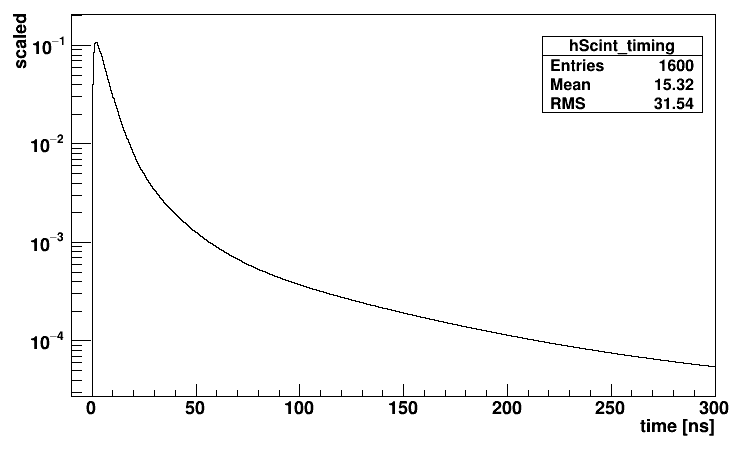 scaled
10⁻¹
10⁻²
10⁻³
10⁻⁴
hScint_timing
Entries 1600
Mean 15.32
RMS 31.54
0 50 100 150 200 250 300
time [ns]